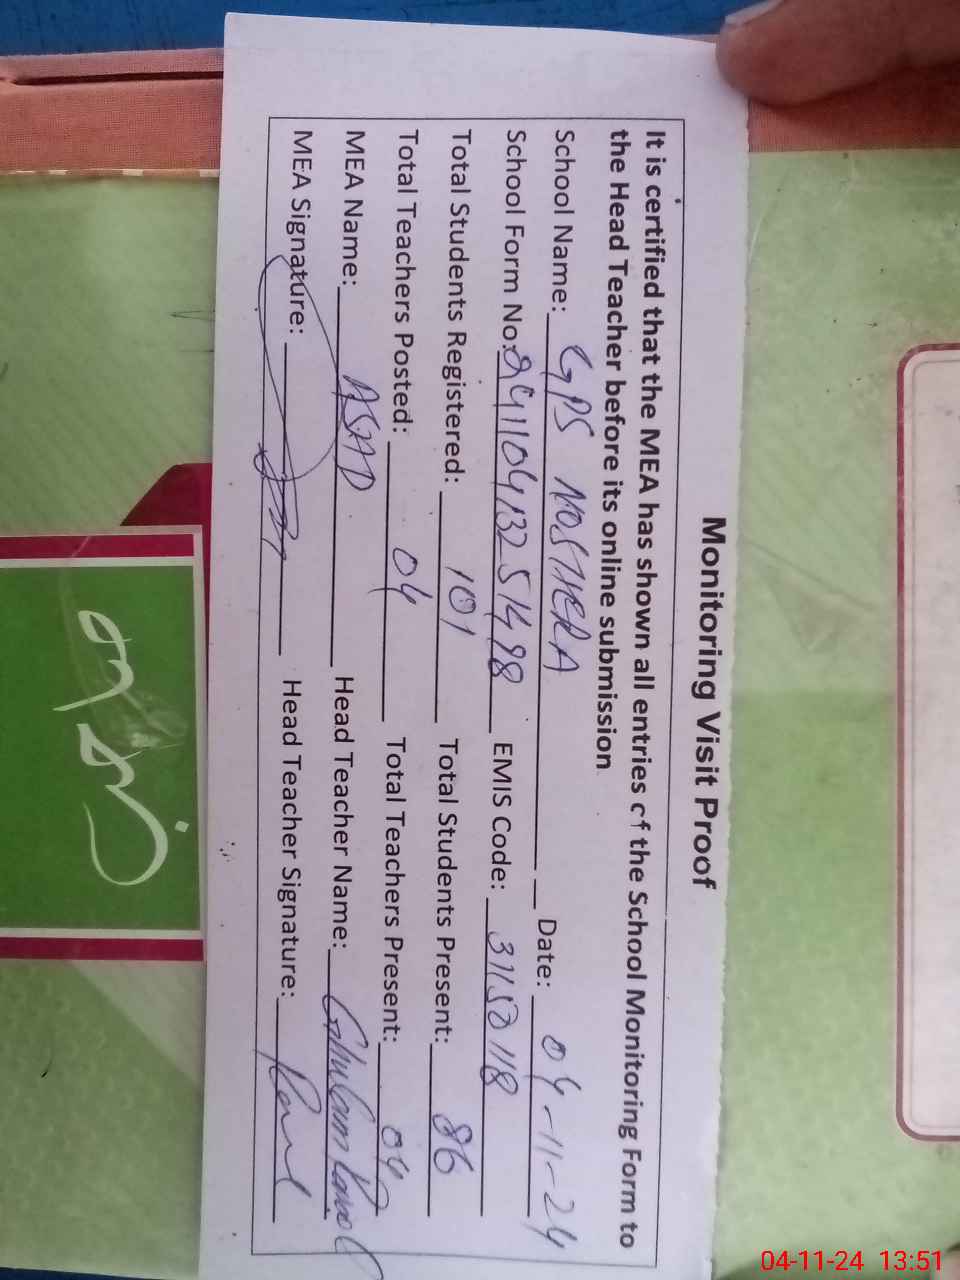 Monitoring Visit Proof
It is certified that the MEA has shown all entries of the School Monitoring Form to
the Head Teacher before its online submission
School Name: GPS Date: 04-11-24
School Form No: EMIS Code: 31150118
Total Students Registered: 101 Total Students Present: 86
Total Teachers Posted: 04 Total Teachers Present: 04
MEA Name: ASAD Head Teacher Name: Ghulam
MEA Signature: Head Teacher Signature:
04-11-24 13:51